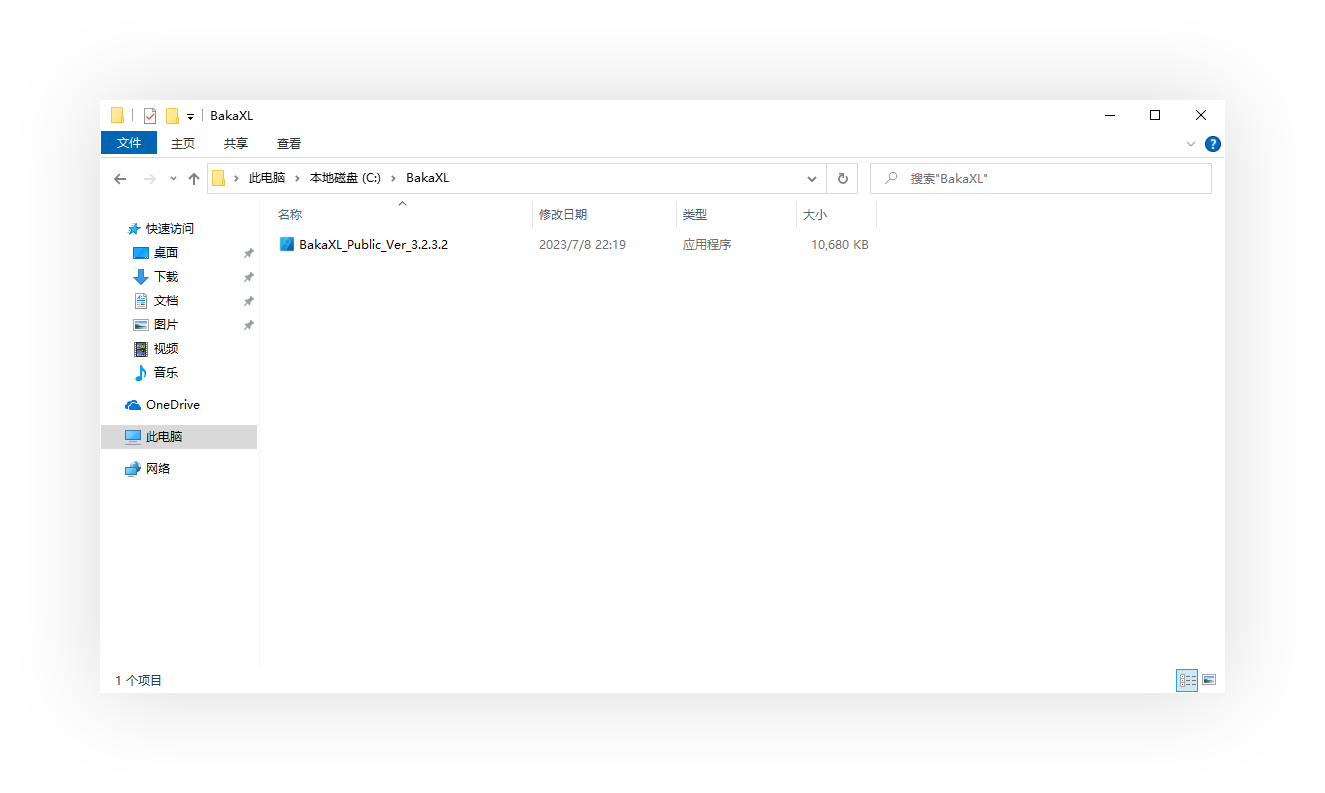 BakaXL
文件 主页 共享 查看
此电脑 本地磁盘 (C:) BakaXL 搜索"BakaXL"
名称 修改日期 类型 大小
BakaXL_Public_Ver_3.2.3.2 2023/7/8 22:19 应用程序 10,680 KB
快速访问
桌面
下载
文档
图片
视频
音乐
OneDrive
此电脑
网络
1 个项目